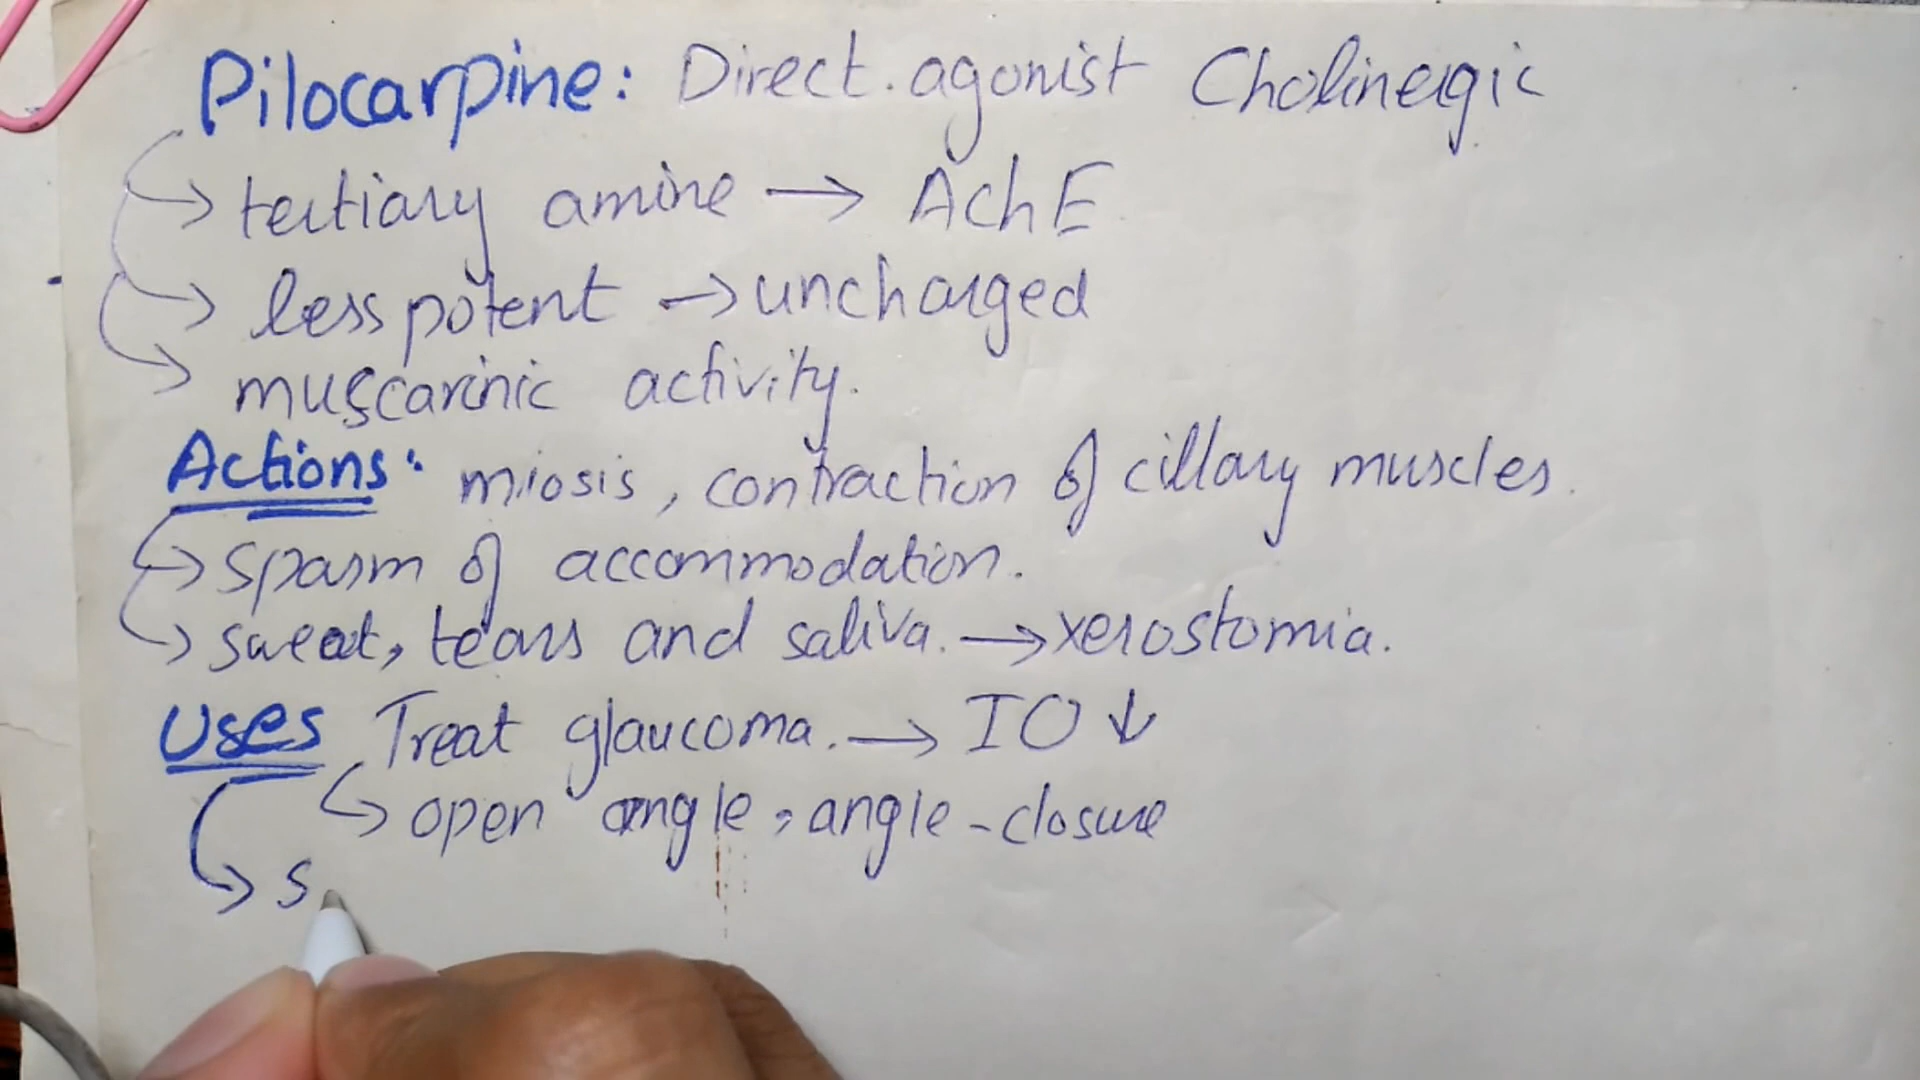 Pilocarpine: Direct. agonist Cholinergic
→ tertiary amine → AchE
→ less potent → uncharged
→ muscarinic activity.
Actions: miosis, contraction of cillary muscles.
→ spasm of accommodation.
→ sweat, tears and saliva. → xerostomia.
Uses Treat glaucoma. → IO ↓
→ open angle, angle-closure
→ s